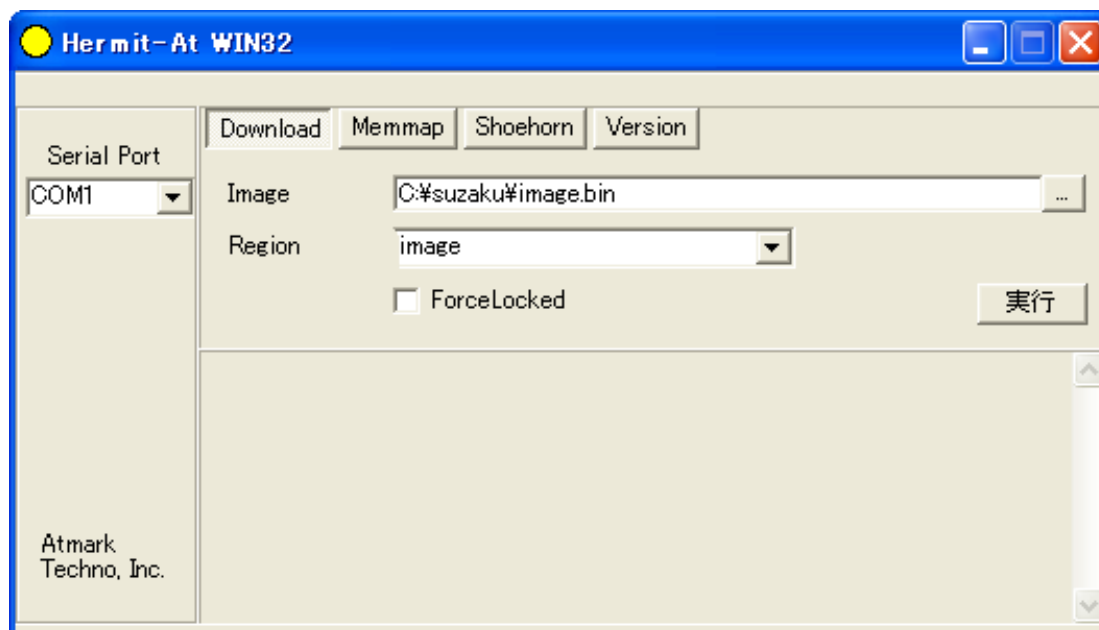 Hermit-At WIN32
Serial Port
COM1
Download
Memmap
Shoehorn
Version
Image
C:¥suzaku¥image.bin
...
Region
image
ForceLocked
実行
Atmark
Techno, Inc.